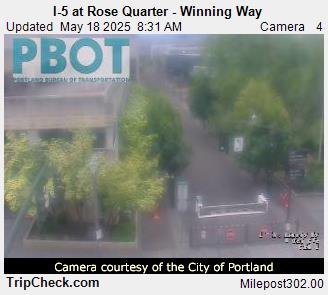 I-5 at Rose Quarter - Winning Way
Updated May 18 2025 8:31 AM Camera 4
PBOT
PORTLAND BUREAU OF TRANSPORTATION
Camera courtesy of the City of Portland
TripCheck.com Milepost302.00